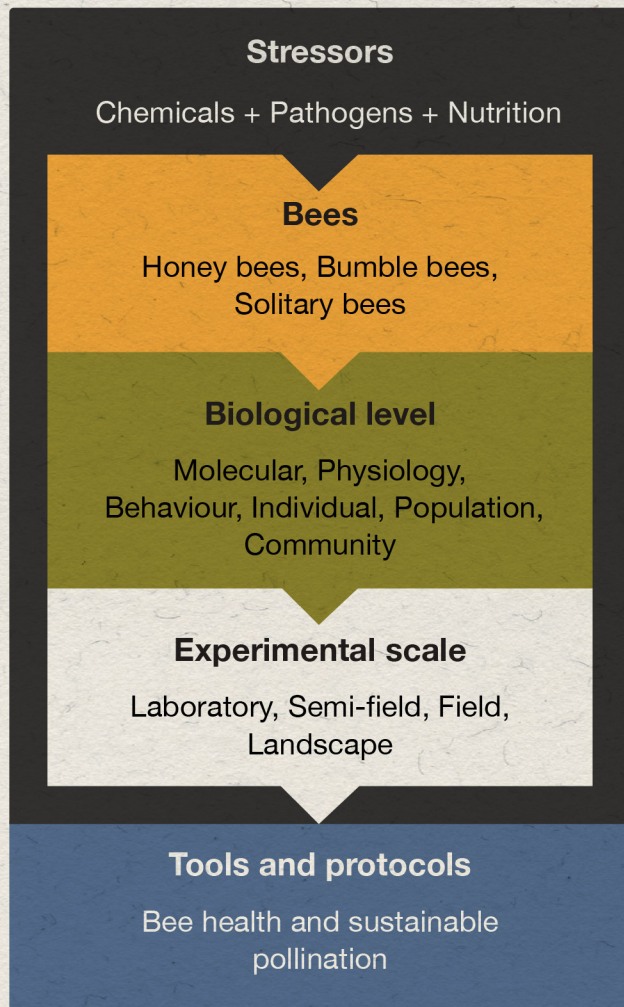 Stressors
Chemicals + Pathogens + Nutrition
Bees
Honey bees, Bumble bees,
Solitary bees
Biological level
Molecular, Physiology,
Behaviour, Individual, Population,
Community
Experimental scale
Laboratory, Semi-field, Field,
Landscape
Tools and protocols
Bee health and sustainable
pollination